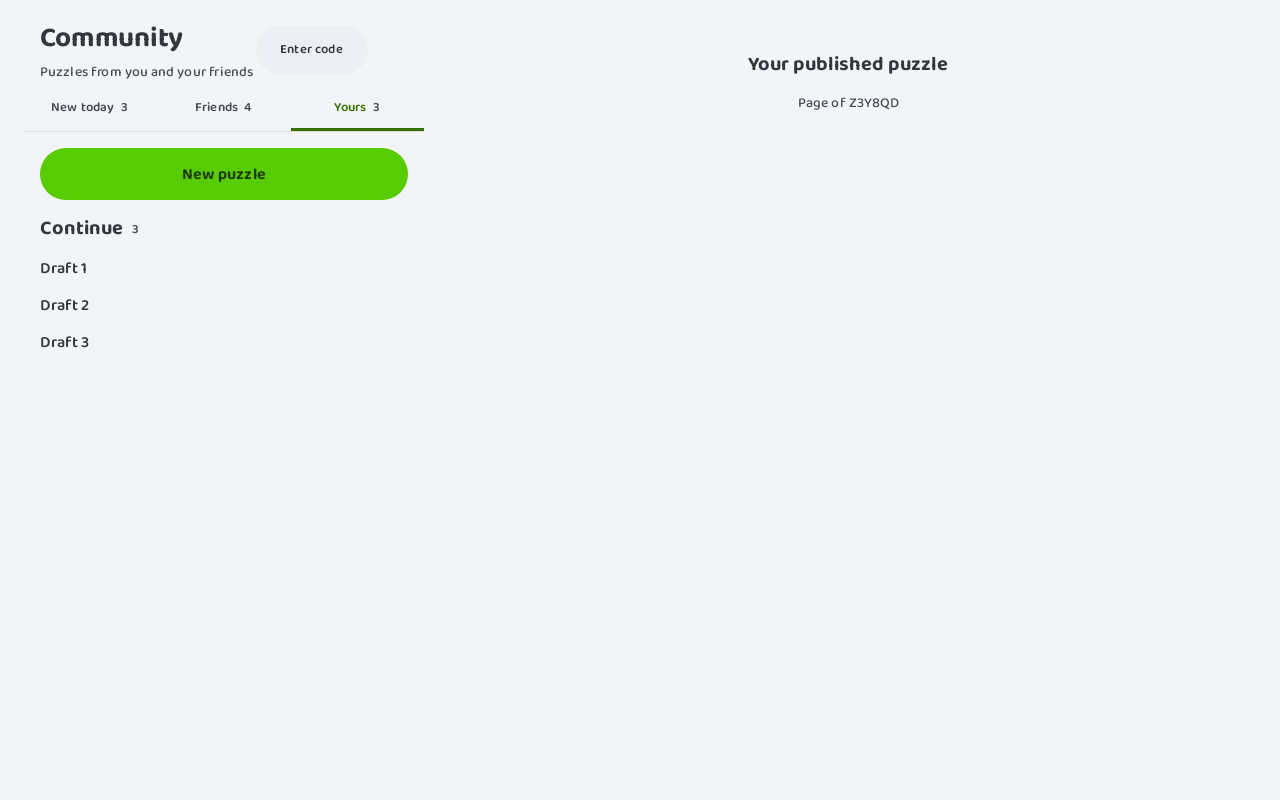 Community
Enter code
Puzzles from you and your friends
New today 3
Friends 4
Yours 3
New puzzle
Continue 3
Draft 1
Draft 2
Draft 3
Your published puzzle
Page of Z3Y8QD